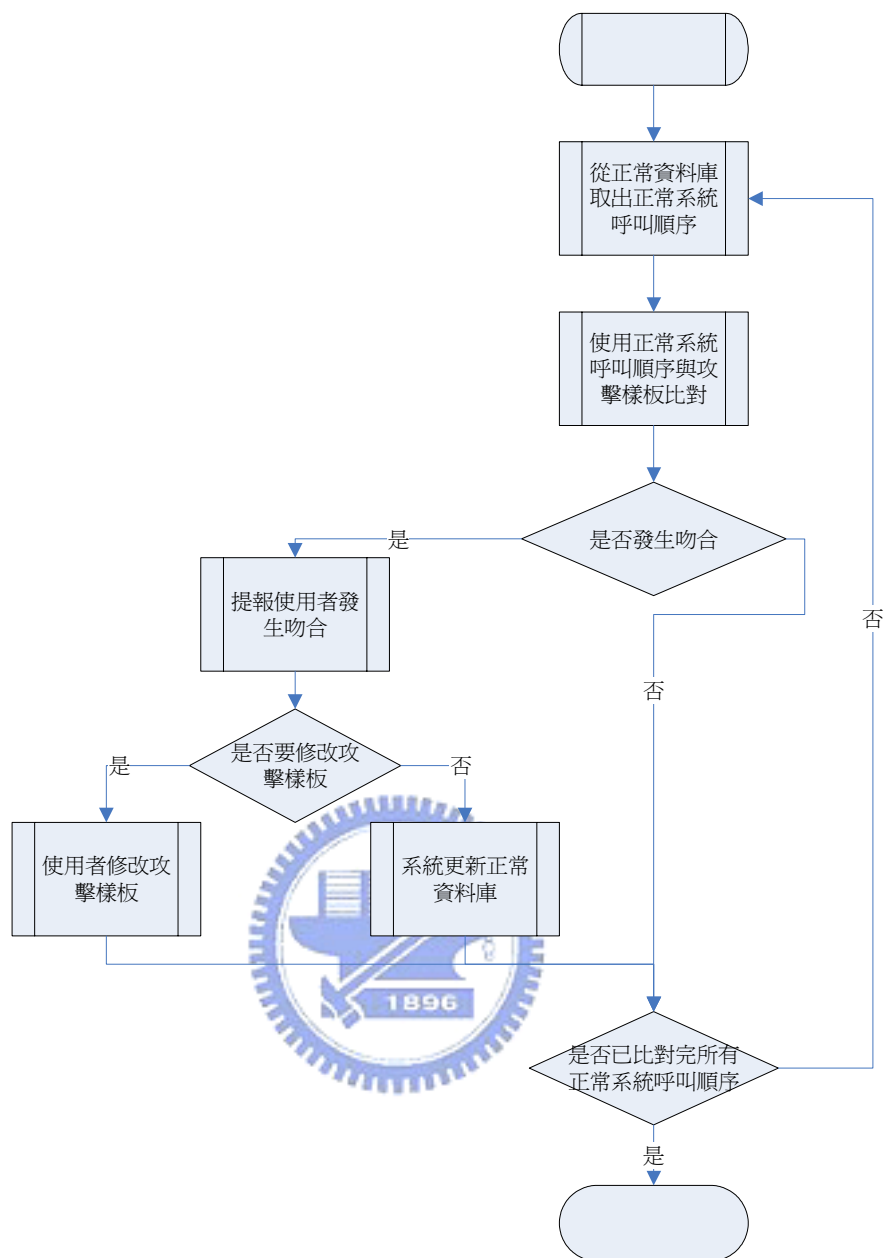 從正常資料庫
取出正常系統
呼叫順序
使用正常系統
呼叫順序與攻
擊樣板比對
是否發生吻合
是
否
提報使用者發
生吻合
是否要修改攻
擊樣板
是
否
使用者修改攻
擊樣板
系統更新正常
資料庫
1896
是否已比對完所有
正常系統呼叫順序
否
是